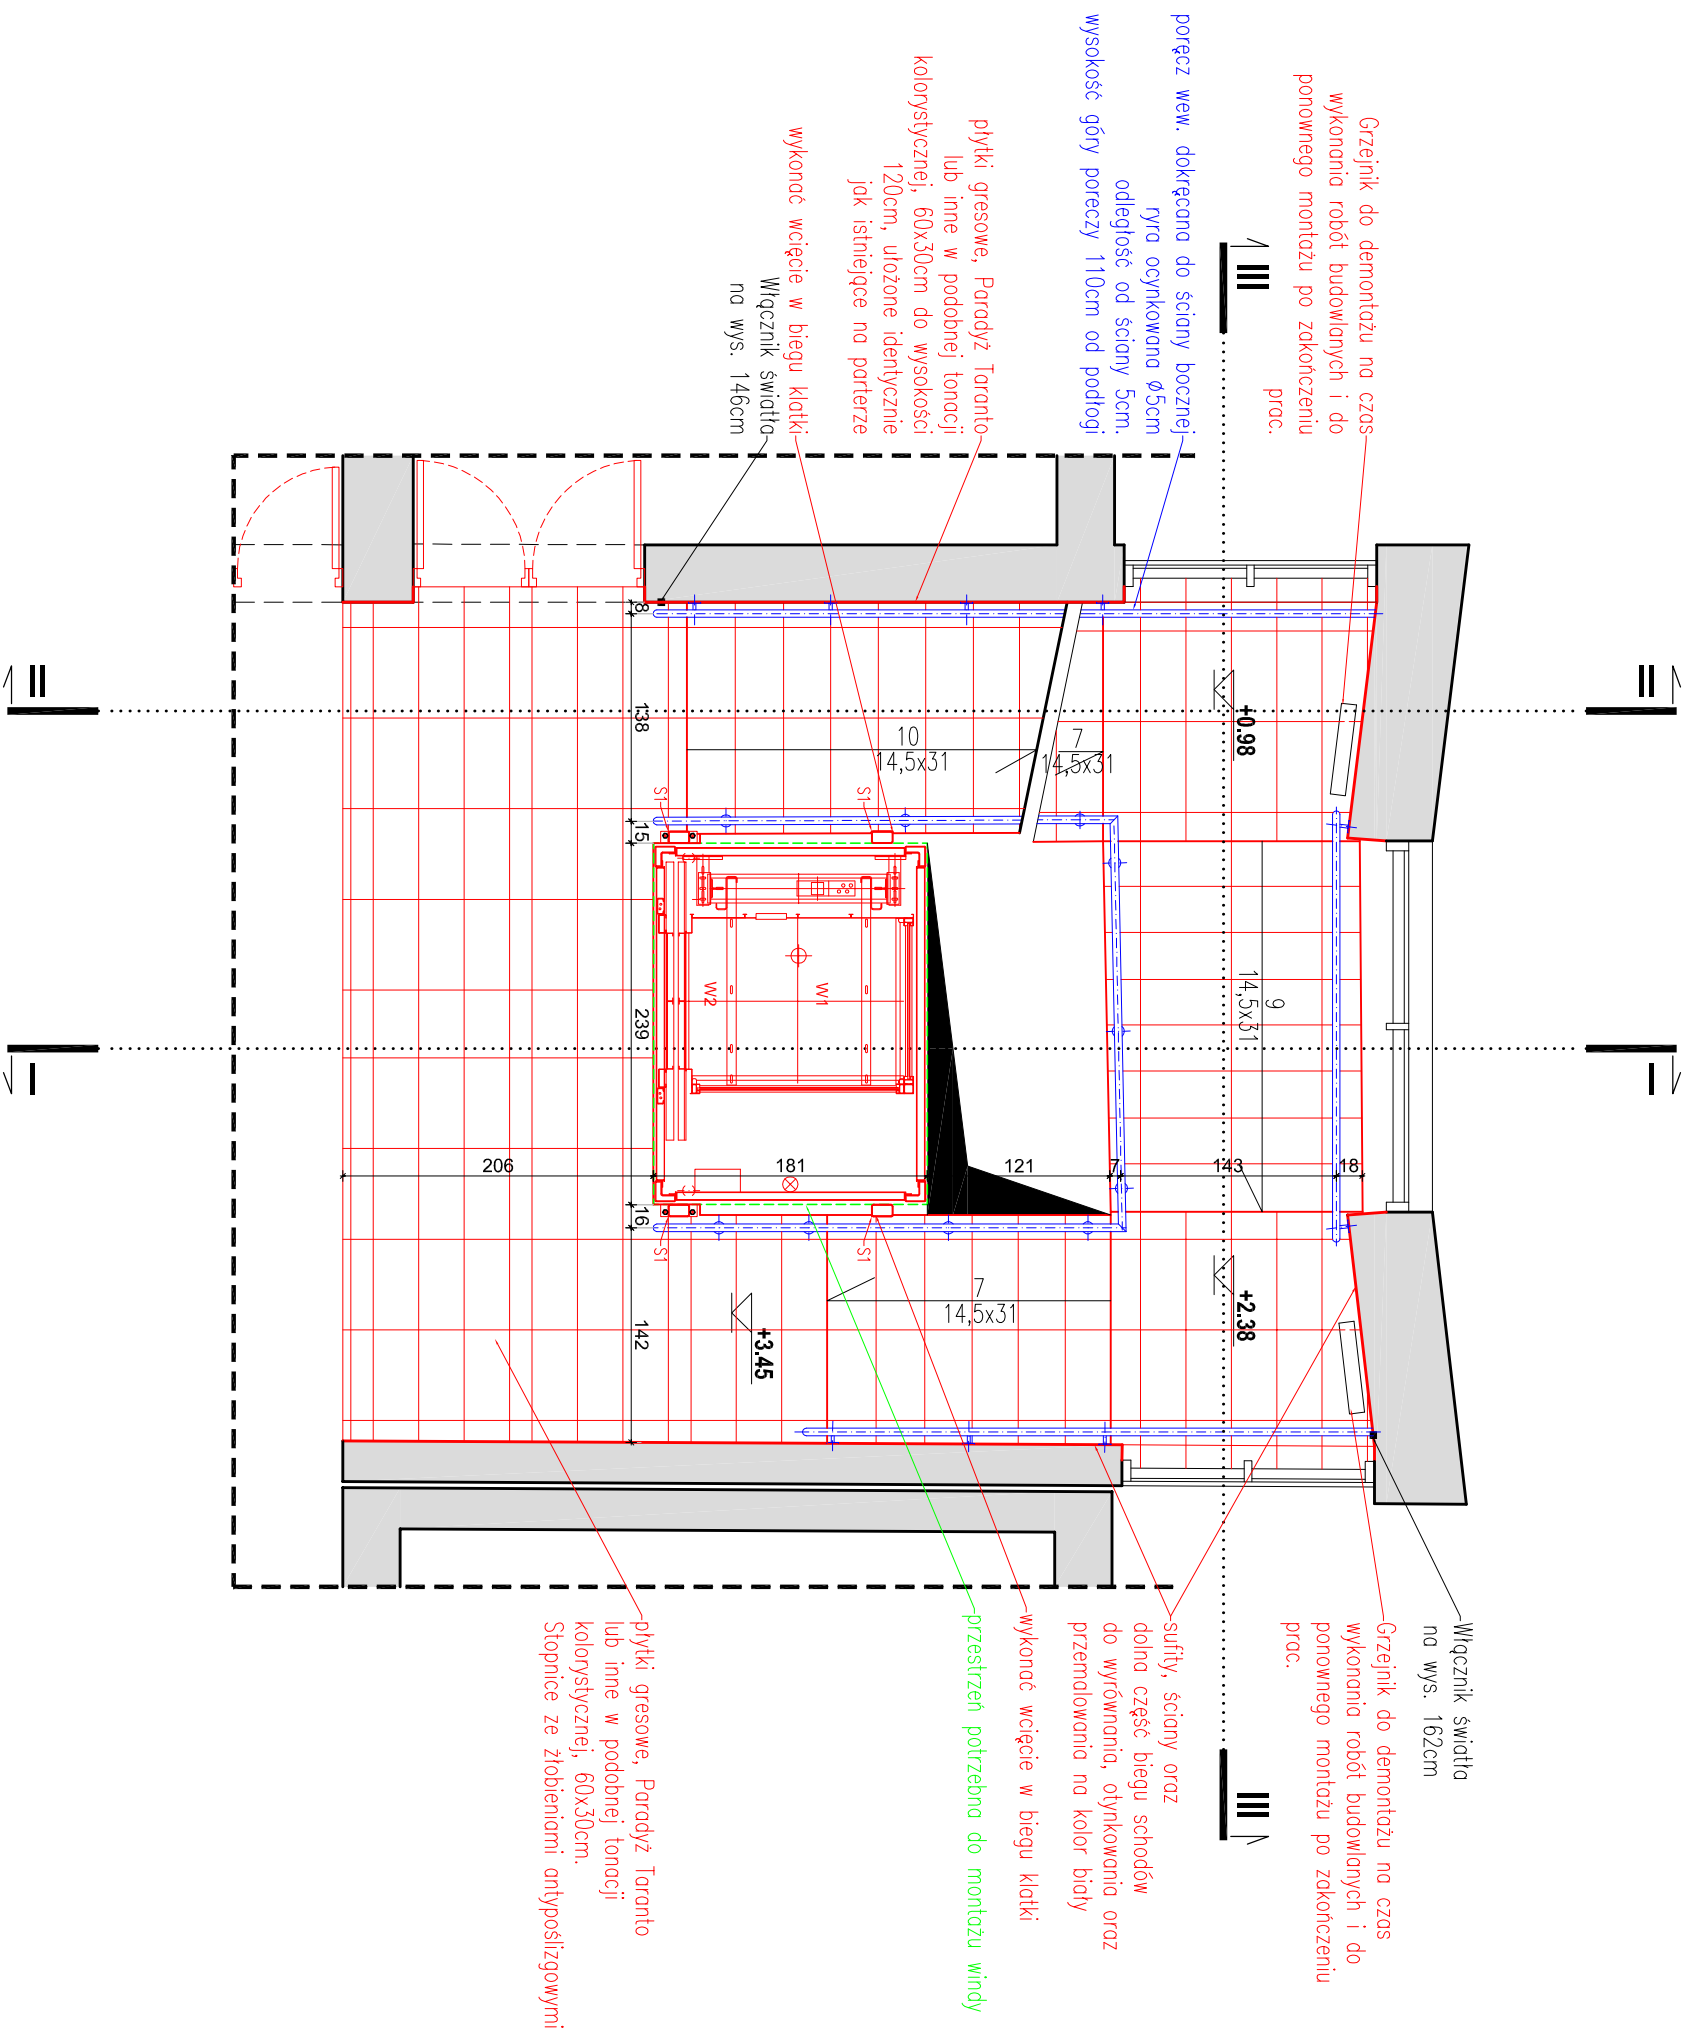 Grzejnik do demontażu na czas
wykonania robót budowlanych i do
ponownego montażu po zakończeniu
prac.
poręcz wew. dokręcana do ściany bocznej
ryra ocynkowana Ø5cm
odległość od ściany 5cm.
wysokość góry poreczy 110cm od podłogi
płytki gresowe, Paradyż Taranto
lub inne w podobnej tonacji
kolorystycznej, 60x30cm do wysokości
120cm, ułożone identycznie
jak istniejące na parterze
wykonać wcięcie w biegu klatki
Włącznik światła
na wys. 146cm
III
II
II
I
I
III
+0.98
+2.38
+3.45
10
14,5x31
7
14,5x31
9
14,5x31
7
14,5x31
8
138
15
239
16
142
206
181
121
7
143
18
S1
S1
S1
S1
W1
W2
Włącznik światła
na wys. 162cm
Grzejnik do demontażu na czas
wykonania robót budowlanych i do
ponownego montażu po zakończeniu
prac.
sufity, ściany oraz
dolna część biegu schodów
do wyrównania, otynkowania oraz
przemalowania na kolor biały
wykonać wcięcie w biegu klatki
przestrzeń potrzebna do montażu windy
płytki gresowe, Paradyż Taranto
lub inne w podobnej tonacji
kolorystycznej, 60x30cm.
Stopnice ze żłobieniami antypoślizgowymi